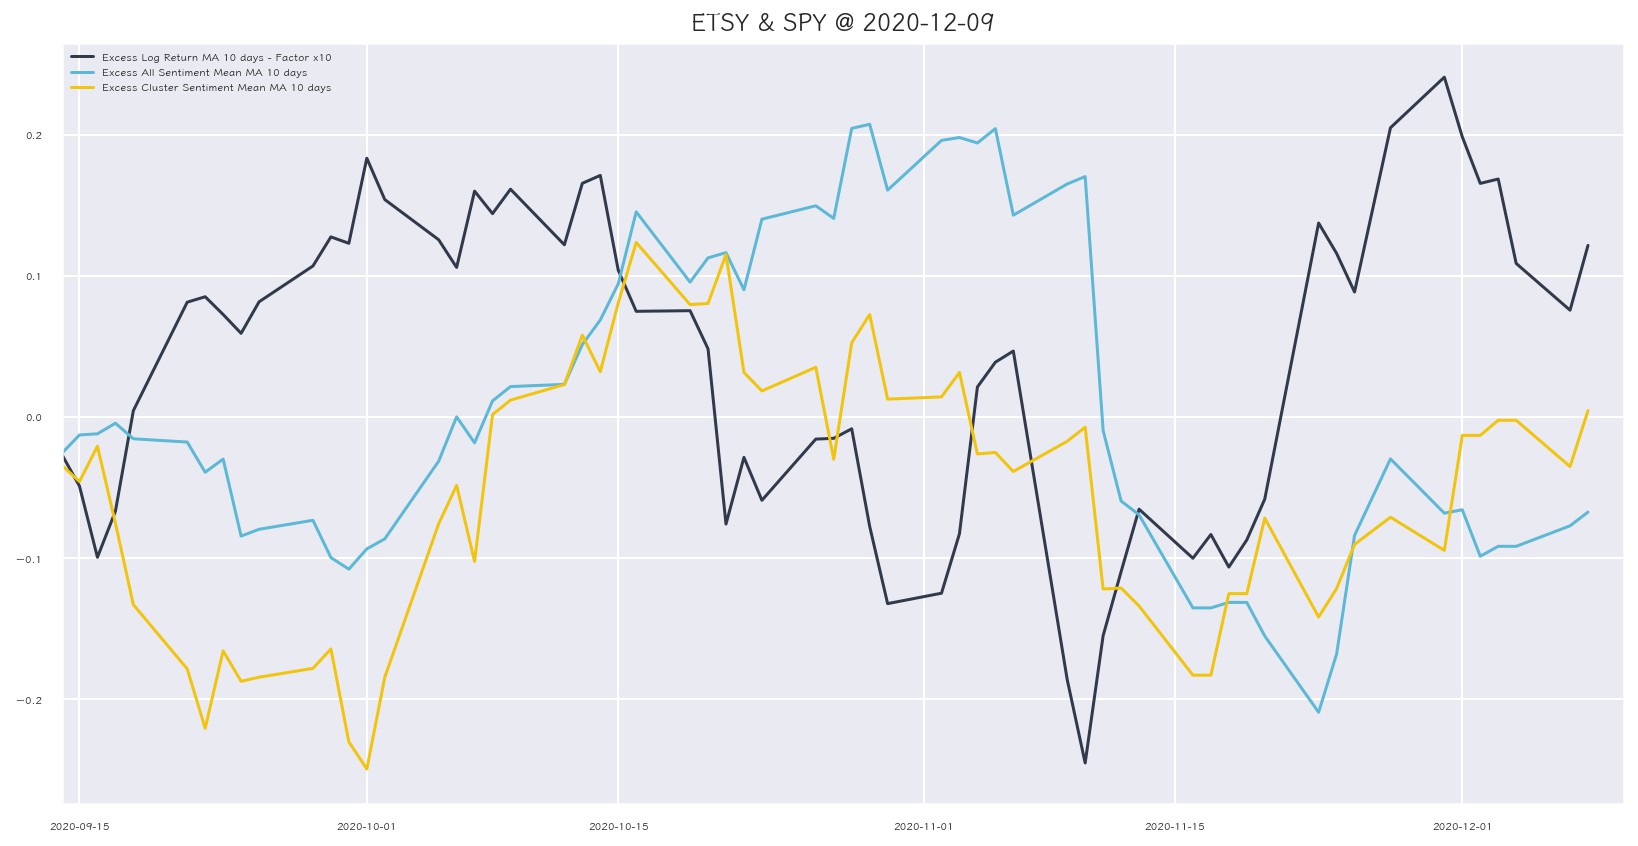 ETSY & SPY @ 2020-12-09
Excess Log Return MA 10 days - Factor x10
Excess All Sentiment Mean MA 10 days
Excess Cluster Sentiment Mean MA 10 days
0.2
0.1
0.0
−0.1
−0.2
2020-09-15 2020-10-01 2020-10-15 2020-11-01 2020-11-15 2020-12-01